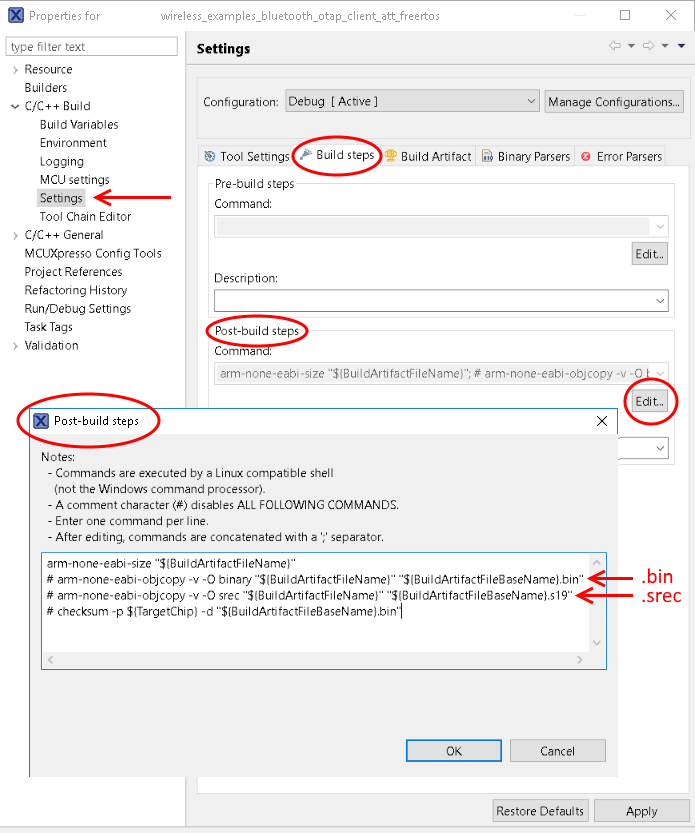 Properties for wireless_examples_bluetooth_otap_client_att_freertos
type filter text
Resource
Builders
C/C++ Build
Build Variables
Environment
Logging
MCU settings
Settings
Tool Chain Editor
C/C++ General
MCUXpresso Config Tools
Project References
Refactoring History
Run/Debug Settings
Task Tags
Validation
Settings
Configuration: Debug [ Active ] Manage Configurations...
Tool Settings Build steps Build Artifact Binary Parsers Error Parsers
Pre-build steps
Command:
Edit...
Description:
Post-build steps
Command:
arm-none-eabi-size "${BuildArtifactFileName}"; # arm-none-eabi-objcopy -v -O b
Edit...
Post-build steps
Notes:
- Commands are executed by a Linux compatible shell
(not the Windows command processor).
- A comment character (#) disables ALL FOLLOWING COMMANDS.
- Enter one command per line.
- After editing, commands are concatenated with a ';' separator.
arm-none-eabi-size "${BuildArtifactFileName}"
# arm-none-eabi-objcopy -v -O binary "${BuildArtifactFileName}" "${BuildArtifactFileBaseName}.bin"
.bin
# arm-none-eabi-objcopy -v -O srec "${BuildArtifactFileName}" "${BuildArtifactFileBaseName}.s19"
.srec
# checksum -p ${TargetChip} -d "${BuildArtifactFileBaseName}.bin"
OK Cancel
Restore Defaults Apply